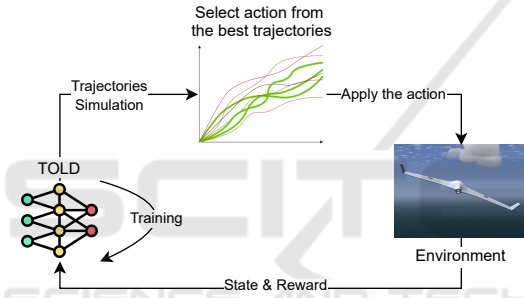 Select action from
the best trajectories
Trajectories
Simulation
Apply the action
TOLD
Training
Environment
State & Reward